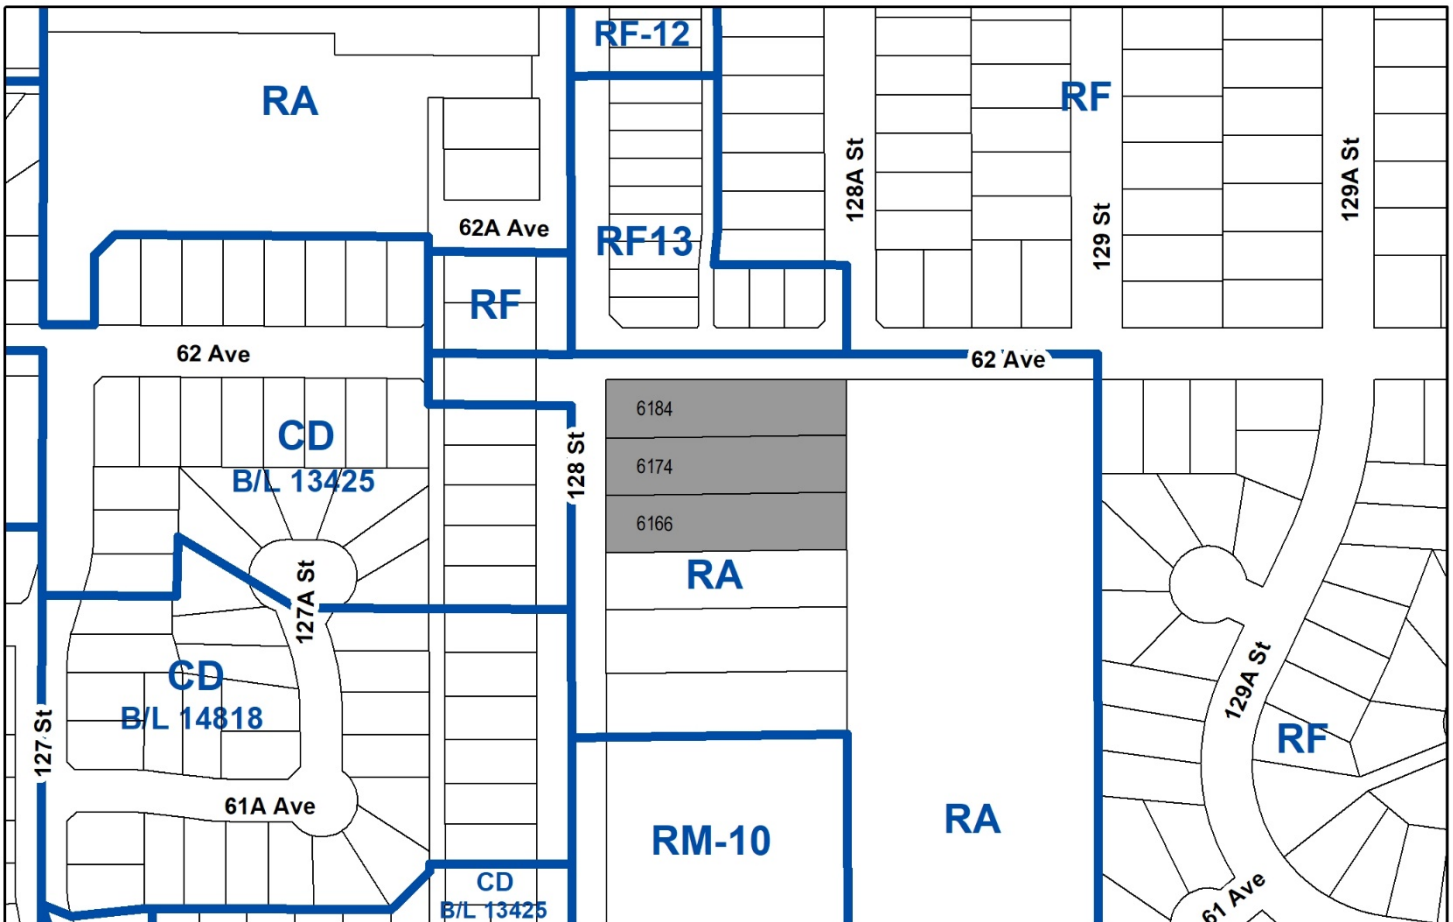 RF-12
RA
RF
128A St
129A St
62A Ave
129 St
RF13
RF
62 Ave
62 Ave
6184
CD
B/L 13425
128 St
6174
6166
RA
127A St
CD
B/L 14818
129A St
127 St
RF
61A Ave
RA
RM-10
CD
B/L 13425
61 Ave